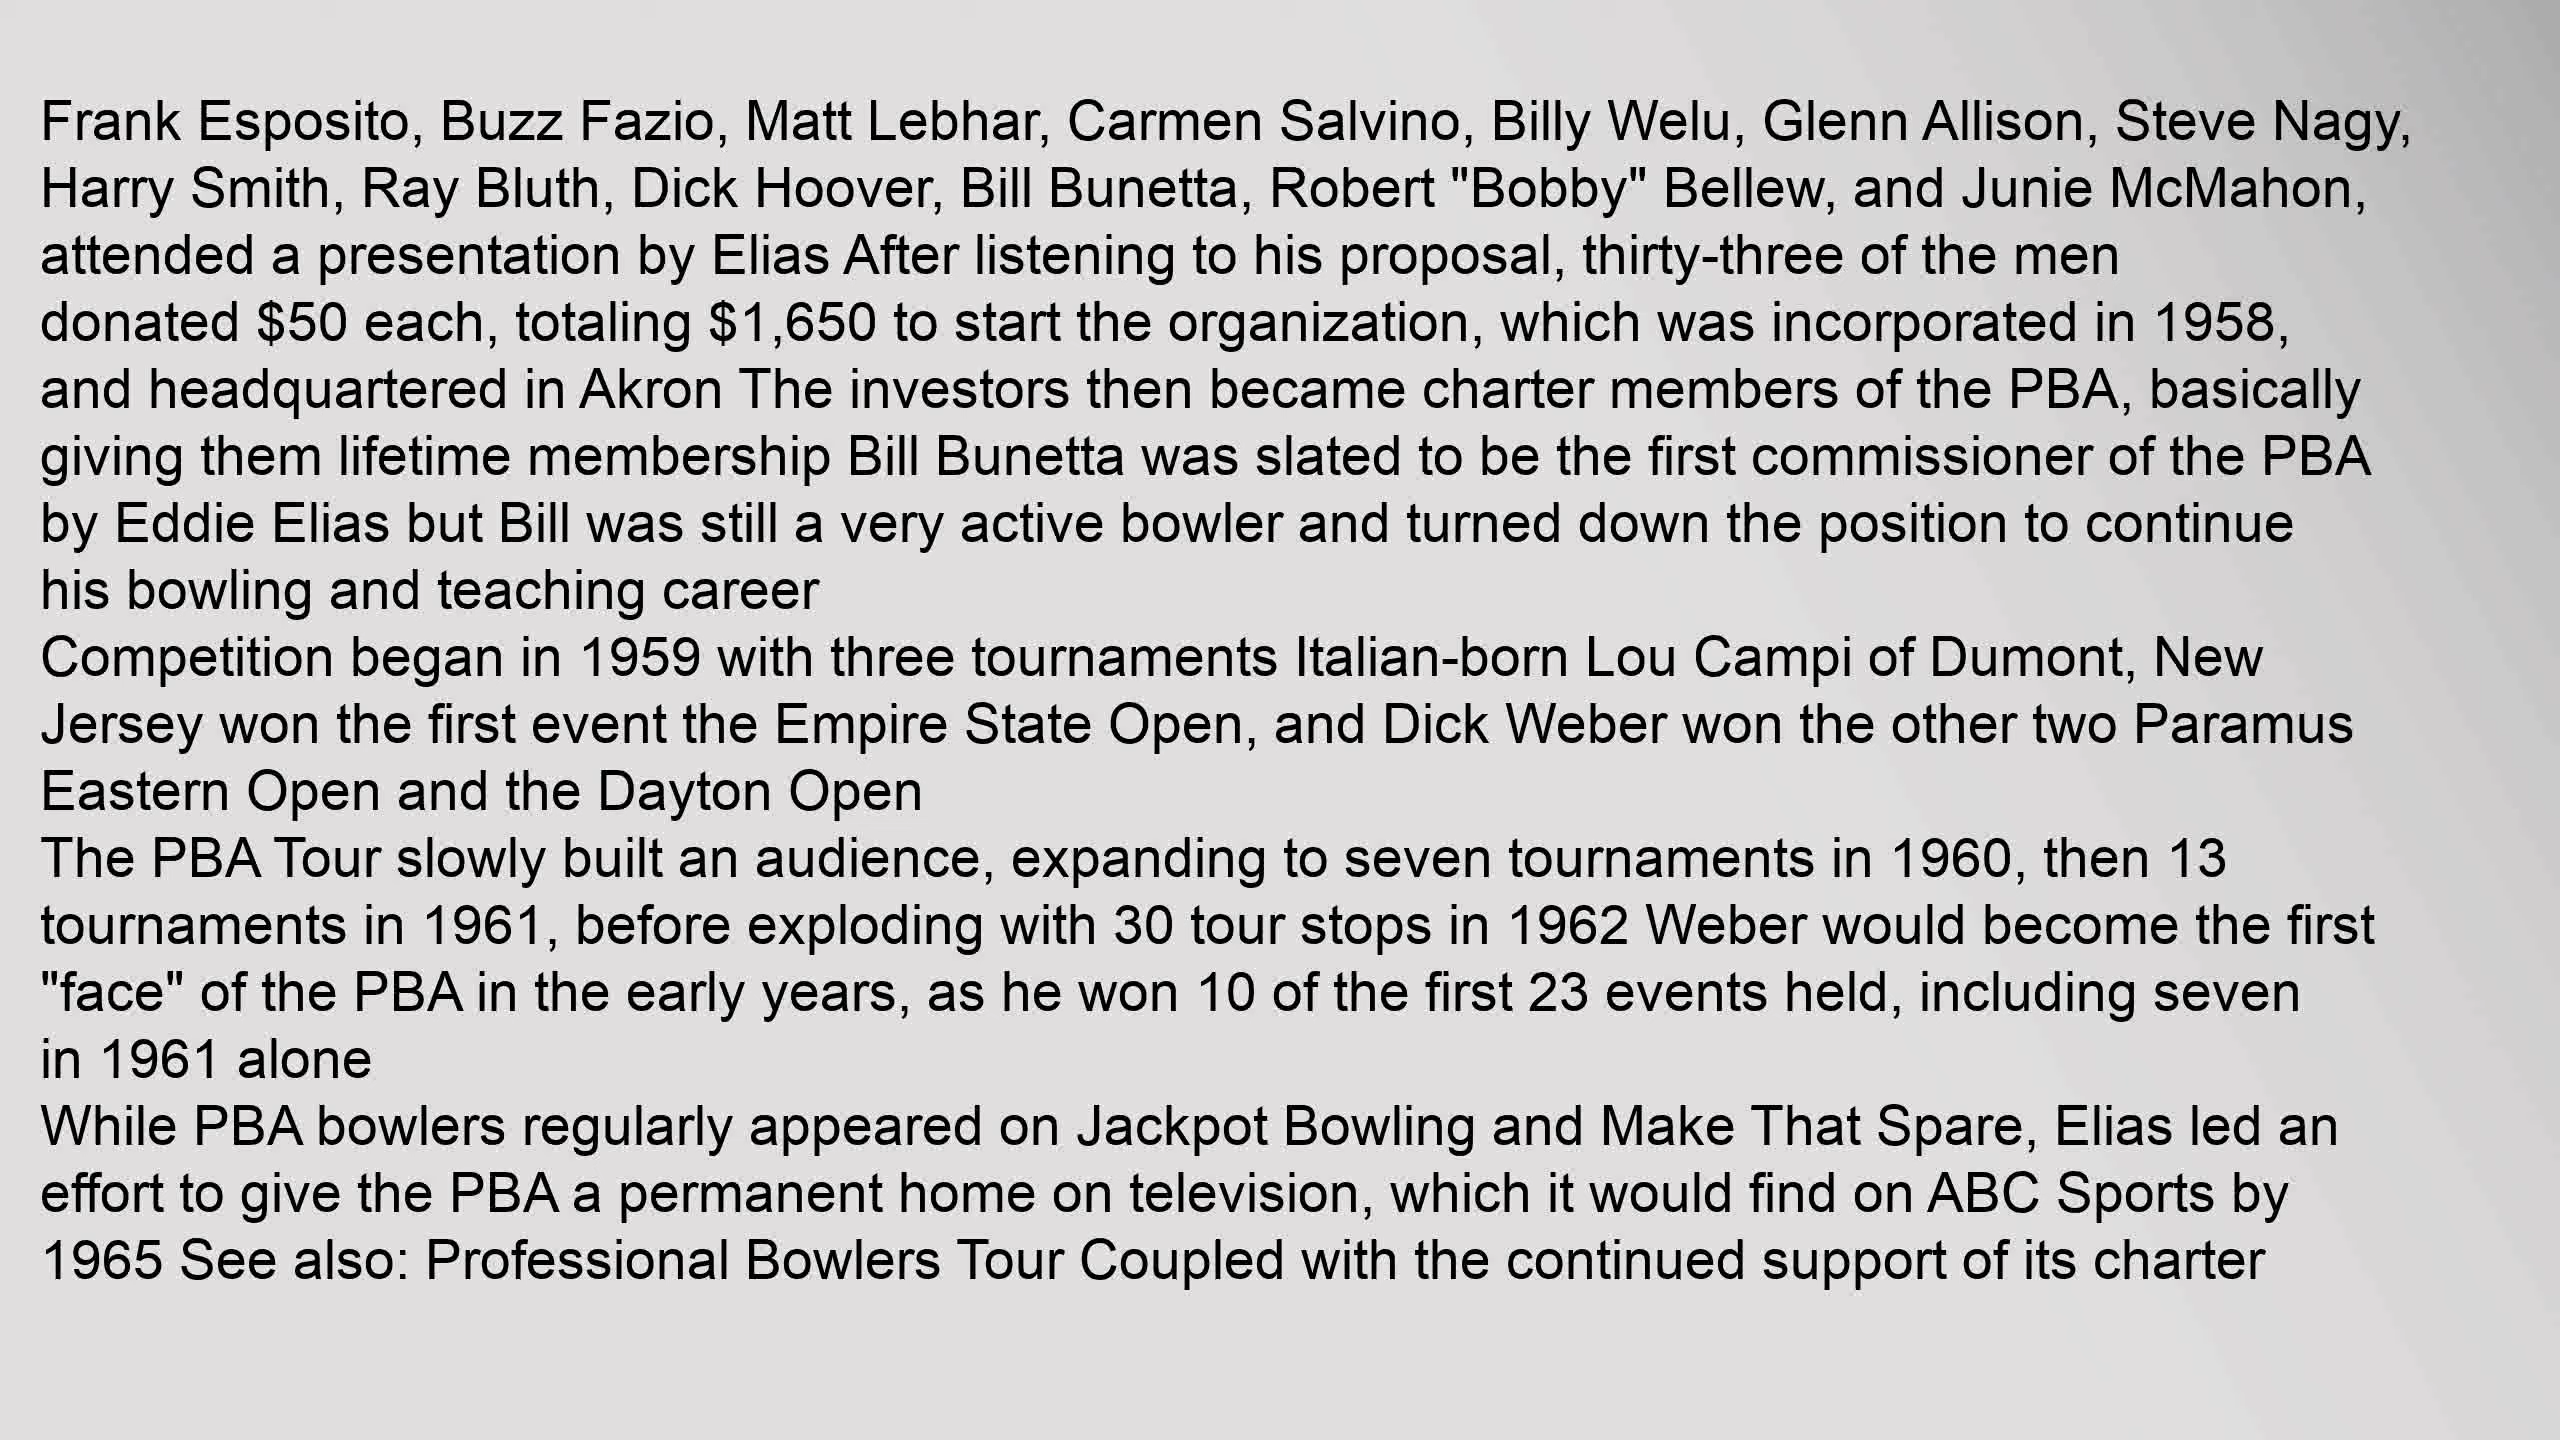 Frank Esposito, Buzz Fazio, Matt Lebhar, Carmen Salvino, Billy Welu, Glenn Allison, Steve Nagy,
Harry Smith, Ray Bluth, Dick Hoover, Bill Bunetta, Robert "Bobby" Bellew, and Junie McMahon,
attended a presentation by Elias After listening to his proposal, thirty-three of the men
donated $50 each, totaling $1,650 to start the organization, which was incorporated in 1958,
and headquartered in Akron The investors then became charter members of the PBA, basically
giving them lifetime membership Bill Bunetta was slated to be the first commissioner of the PBA
by Eddie Elias but Bill was still a very active bowler and turned down the position to continue
his bowling and teaching career
Competition began in 1959 with three tournaments Italian-born Lou Campi of Dumont, New
Jersey won the first event the Empire State Open, and Dick Weber won the other two Paramus
Eastern Open and the Dayton Open
The PBA Tour slowly built an audience, expanding to seven tournaments in 1960, then 13
tournaments in 1961, before exploding with 30 tour stops in 1962 Weber would become the first
"face" of the PBA in the early years, as he won 10 of the first 23 events held, including seven
in 1961 alone
While PBA bowlers regularly appeared on Jackpot Bowling and Make That Spare, Elias led an
effort to give the PBA a permanent home on television, which it would find on ABC Sports by
1965 See also: Professional Bowlers Tour Coupled with the continued support of its charter